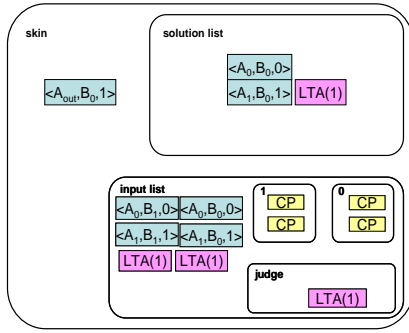 skin
solution list
<A0,B0,0>
<Aout,B0,1>
<A1,B0,1> LTA(1)
input list
1
0
<A0,B1,0> <A0,B0,0>
CP
CP
<A1,B1,1> <A1,B0,1>
CP
CP
LTA(1) LTA(1)
judge
LTA(1)